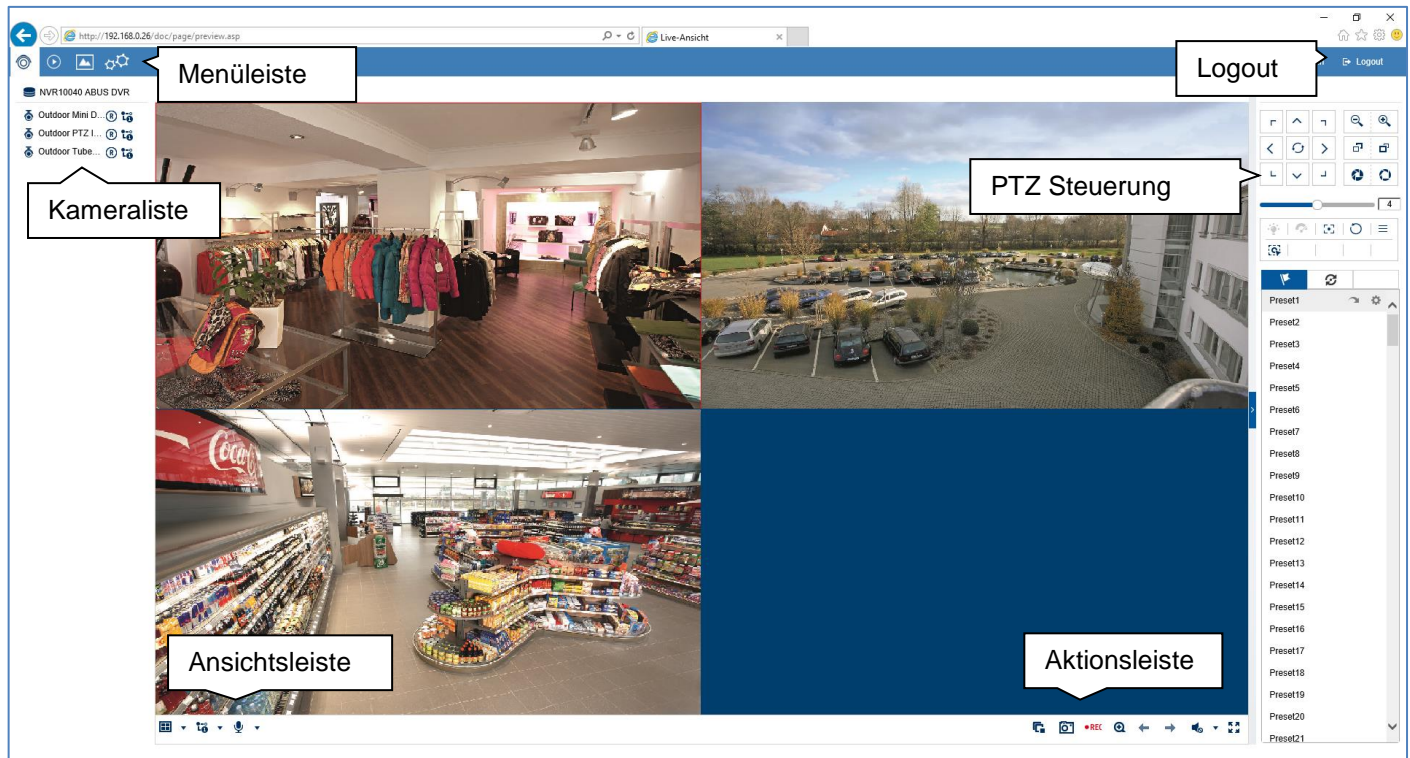 http://192.168.0.26/doc/page/preview.asp
Live-Ansicht
Menüleiste
Logout
Logout
NVR10040 ABUS DVR
Outdoor Mini D...
Outdoor PTZ I...
Outdoor Tube...
Kameraliste
PTZ Steuerung
4
Preset1
Preset2
Preset3
Preset4
Preset5
Preset6
Preset7
Preset8
Preset9
Preset10
Preset11
Preset12
Preset13
Preset14
Preset15
Preset16
Preset17
Preset18
Preset19
Preset20
Preset21
Coca-Cola
Ansichtsleiste
Aktionsleiste
REC